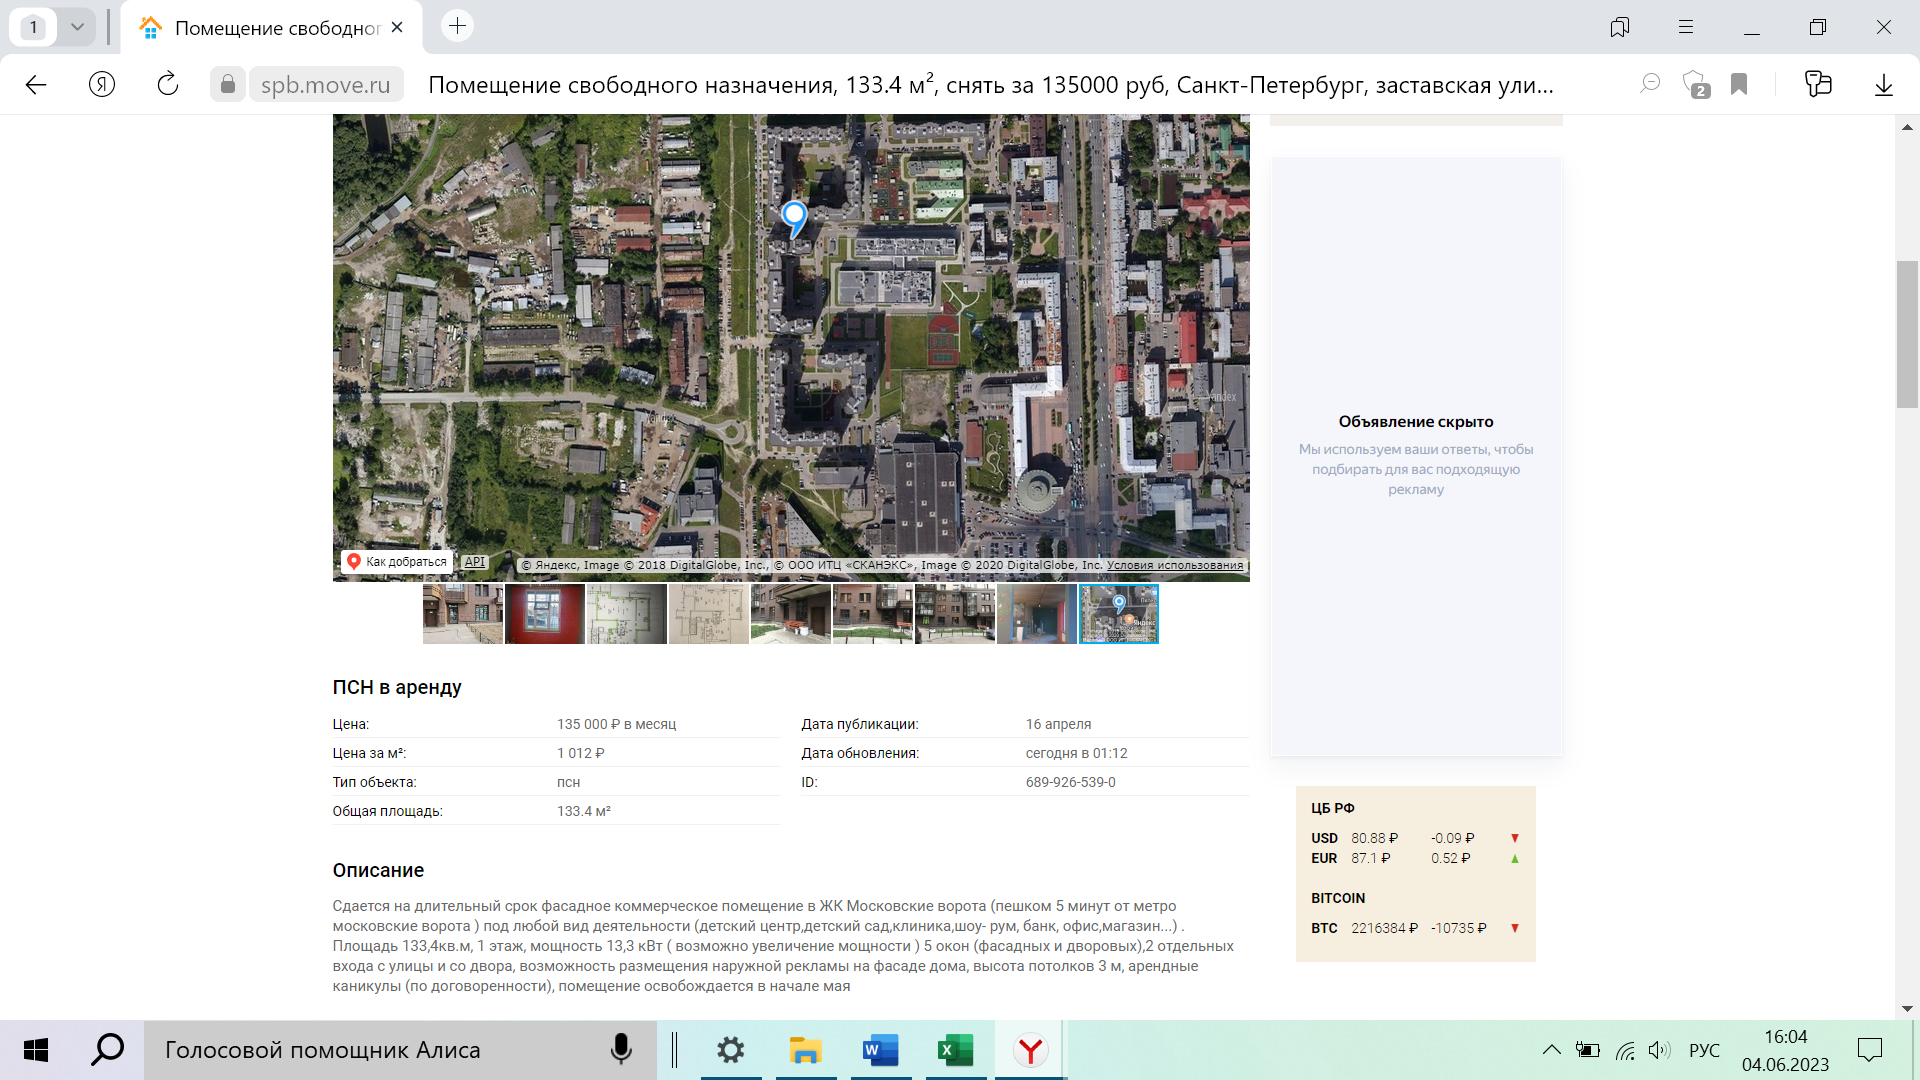 1
Помещение свободног
spb.move.ru
Помещение свободного назначения, 133.4 м², снять за 135000 руб, Санкт-Петербург, заставская ули...
2
Yandex
Как добраться
API
© Яндекс, Image © 2018 DigitalGlobe, Inc., © ООО ИТЦ «СКАНЭКС», Image © 2020 DigitalGlobe, Inc. Условия использования
Объявление скрыто
Мы используем ваши ответы, чтобы
подбирать для вас подходящую
рекламу
ПСН в аренду
Цена: 135 000 ₽ в месяц
Дата публикации: 16 апреля
Цена за м²: 1 012 ₽
Дата обновления: сегодня в 01:12
Тип объекта: псн
ID: 689-926-539-0
Общая площадь: 133.4 м²
Описание
Сдается на длительный срок фасадное коммерческое помещение в ЖК Московские ворота (пешком 5 минут от метро
московские ворота ) под любой вид деятельности (детский центр,детский сад,клиника,шоу- рум, банк, офис,магазин...) .
Площадь 133,4кв.м, 1 этаж, мощность 13,3 кВт ( возможно увеличение мощности ) 5 окон (фасадных и дворовых),2 отдельных
входа с улицы и со двора, возможность размещения наружной рекламы на фасаде дома, высота потолков 3 м, арендные
каникулы (по договоренности), помещение освобождается в начале мая
ЦБ РФ
USD 80.88 ₽ -0.09 ₽
EUR 87.1 ₽ 0.52 ₽
BITCOIN
BTC 2216384 ₽ -10735 ₽
Голосовой помощник Алиса
РУС
16:04
04.06.2023